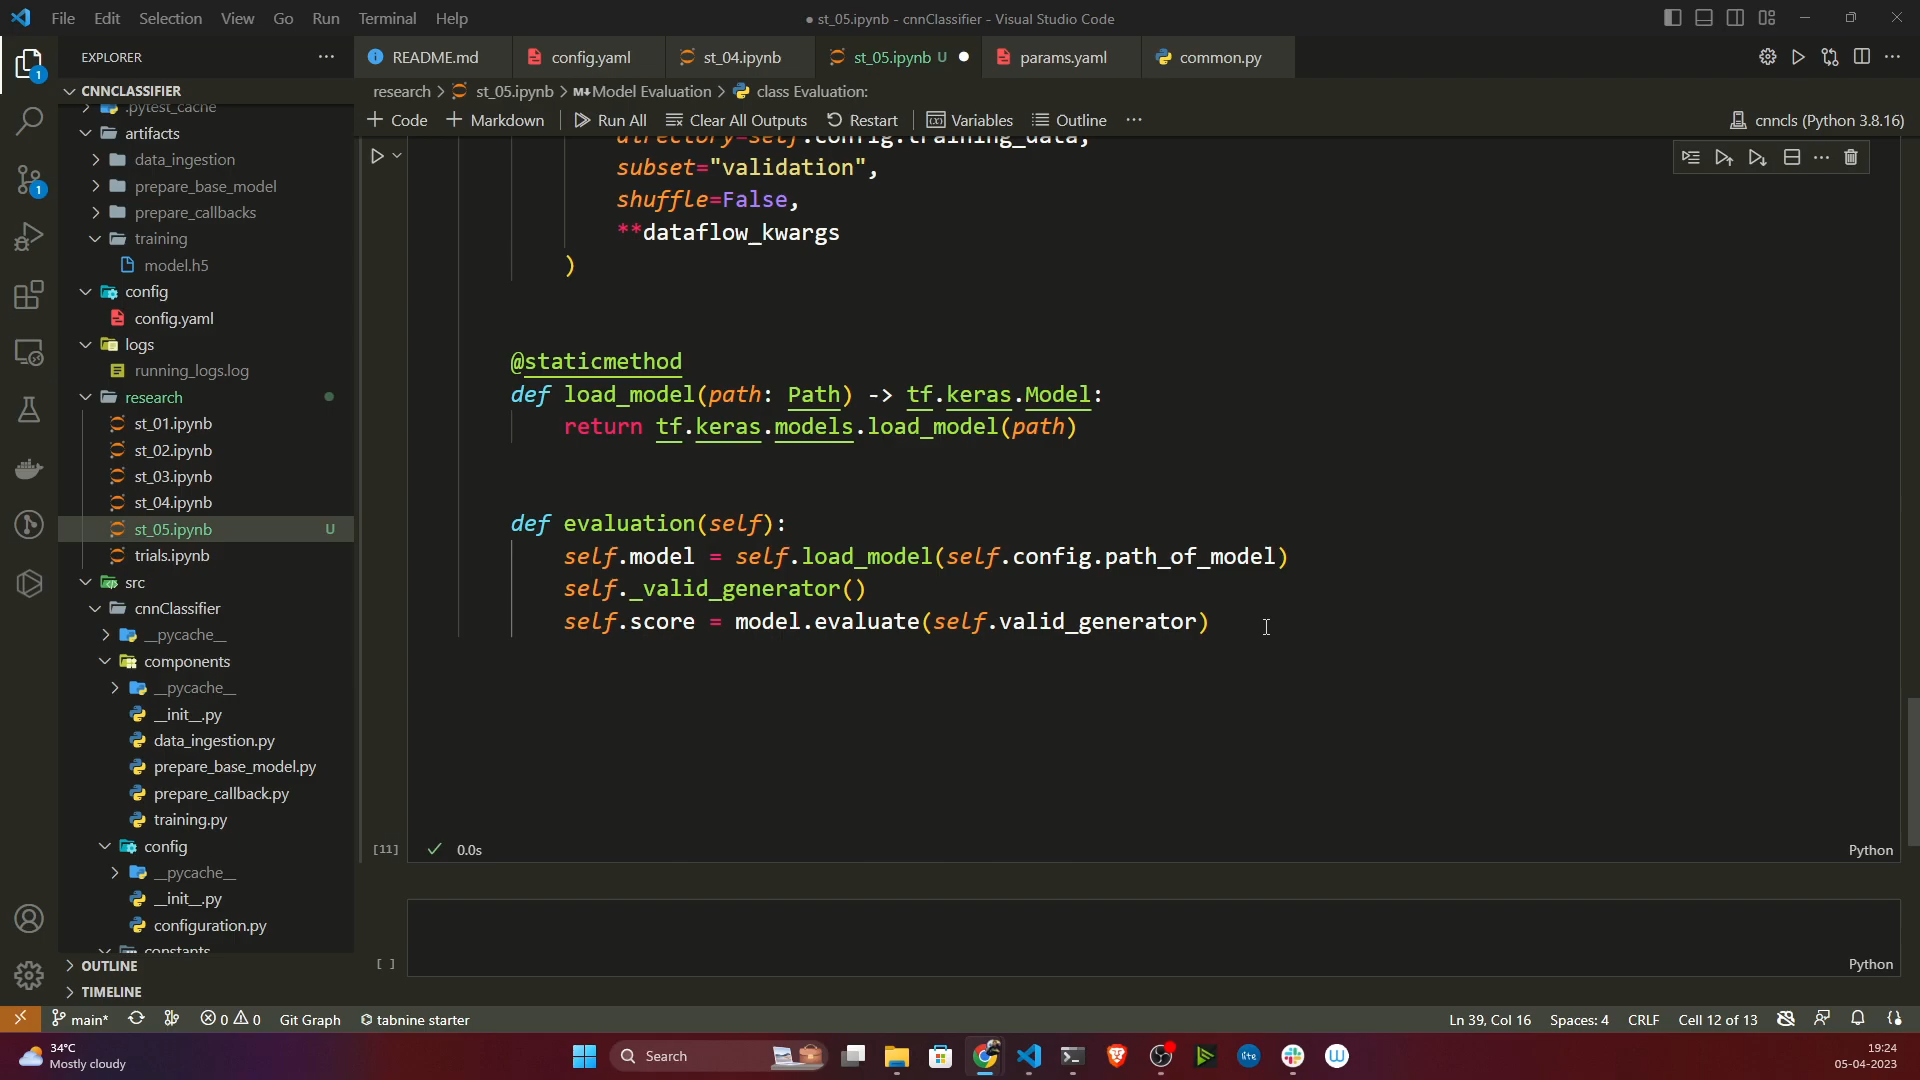 File Edit Selection View Go Run Terminal Help
● st_05.ipynb - cnnClassifier - Visual Studio Code
EXPLORER
README.md config.yaml st_04.ipynb st_05.ipynb U params.yaml common.py
CNNCLASSIFIER
research > st_05.ipynb > M↓Model Evaluation > class Evaluation:
+ Code + Markdown Run All Clear All Outputs Restart Variables Outline ...
cnncls (Python 3.8.16)
.pytest_cache
artifacts
data_ingestion
prepare_base_model
prepare_callbacks
training
model.h5
config
config.yaml
logs
running_logs.log
research
st_01.ipynb
st_02.ipynb
st_03.ipynb
st_04.ipynb
st_05.ipynb U
trials.ipynb
src
cnnClassifier
__pycache__
components
__pycache__
__init__.py
data_ingestion.py
prepare_base_model.py
prepare_callback.py
training.py
config
__pycache__
__init__.py
configuration.py
constants
OUTLINE
TIMELINE
directory=self.config.training_data,
subset="validation",
shuffle=False,
**dataflow_kwargs
)
@staticmethod
def load_model(path: Path) -> tf.keras.Model:
return tf.keras.models.load_model(path)
def evaluation(self):
self.model = self.load_model(self.config.path_of_model)
self._valid_generator()
self.score = model.evaluate(self.valid_generator)
[11] ✓ 0.0s Python
[ ] Python
main* 0 0 Git Graph tabnine starter
Ln 39, Col 16 Spaces: 4 CRLF Cell 12 of 13
34°C
Mostly cloudy
Search
lite
19:24
05-04-2023